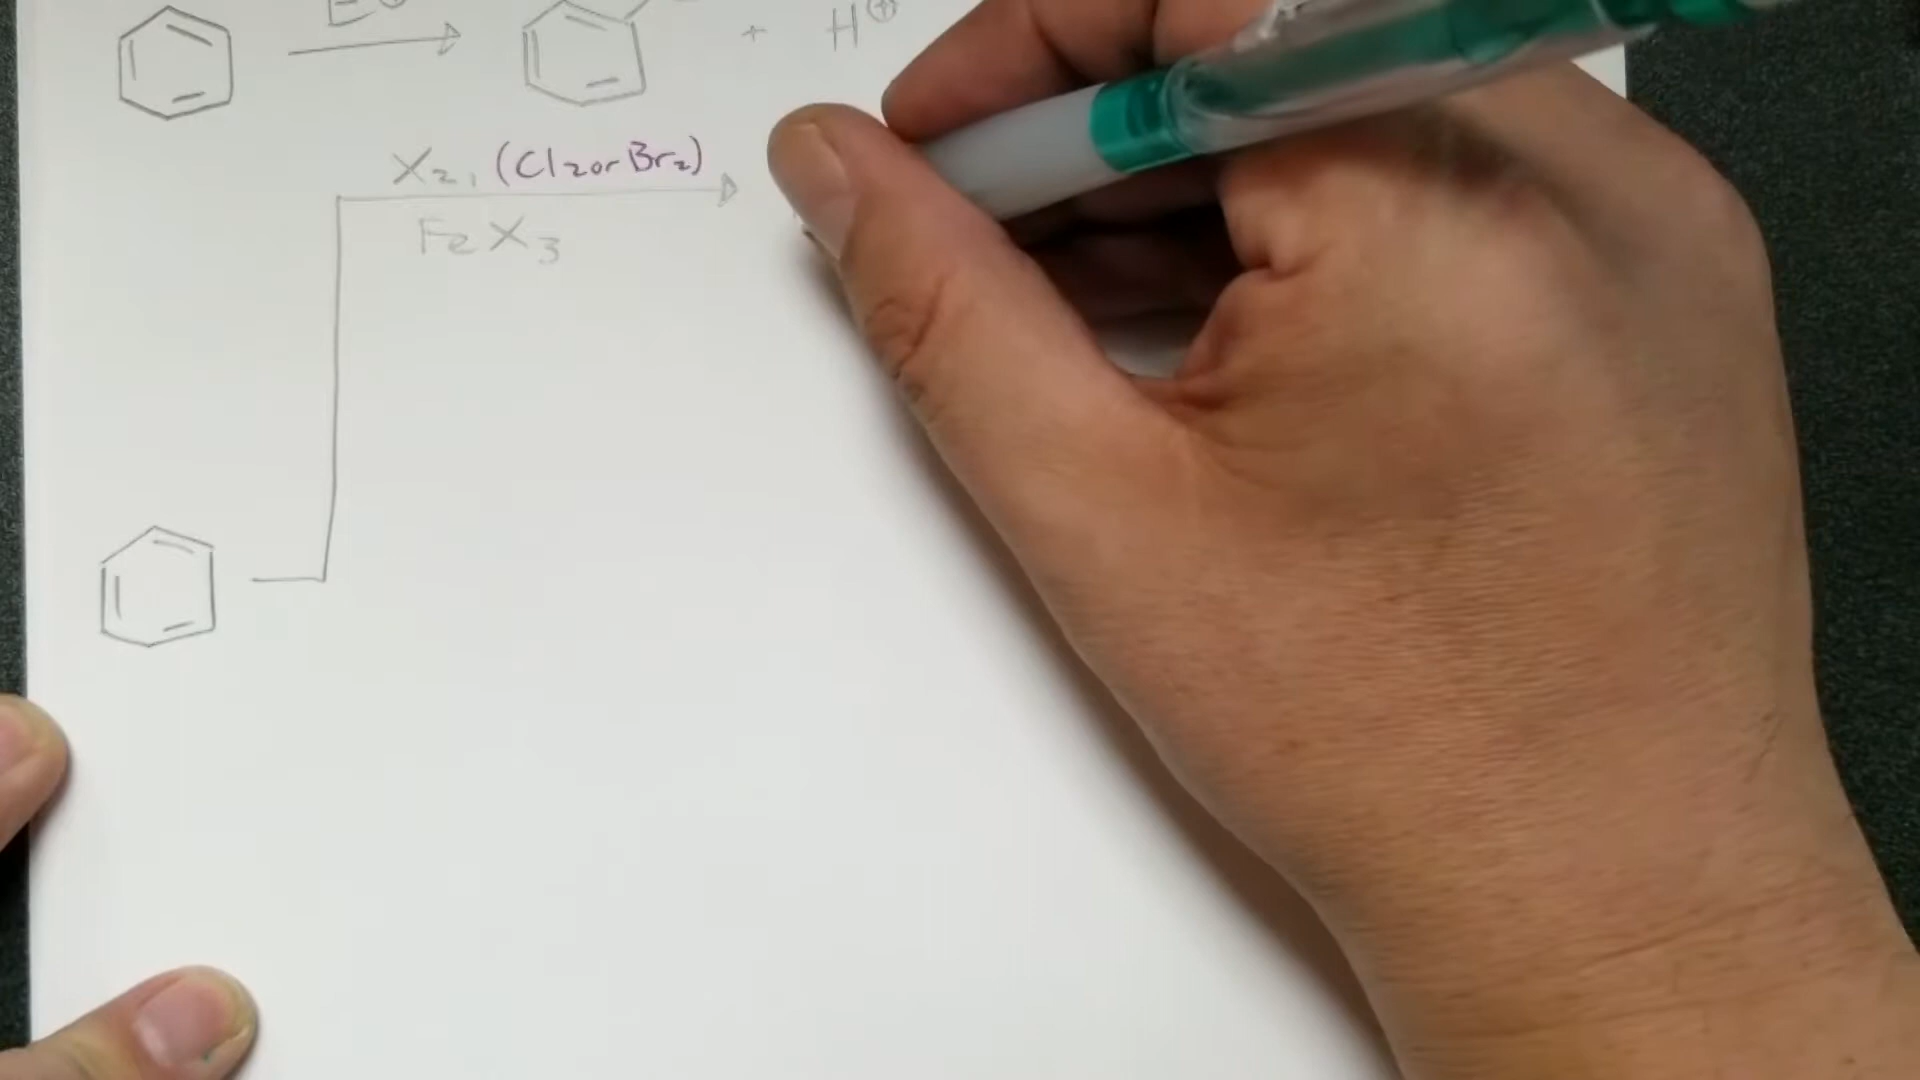 E⊕
+ H⊕
X₂, (Cl₂ or Br₂)
FeX₃